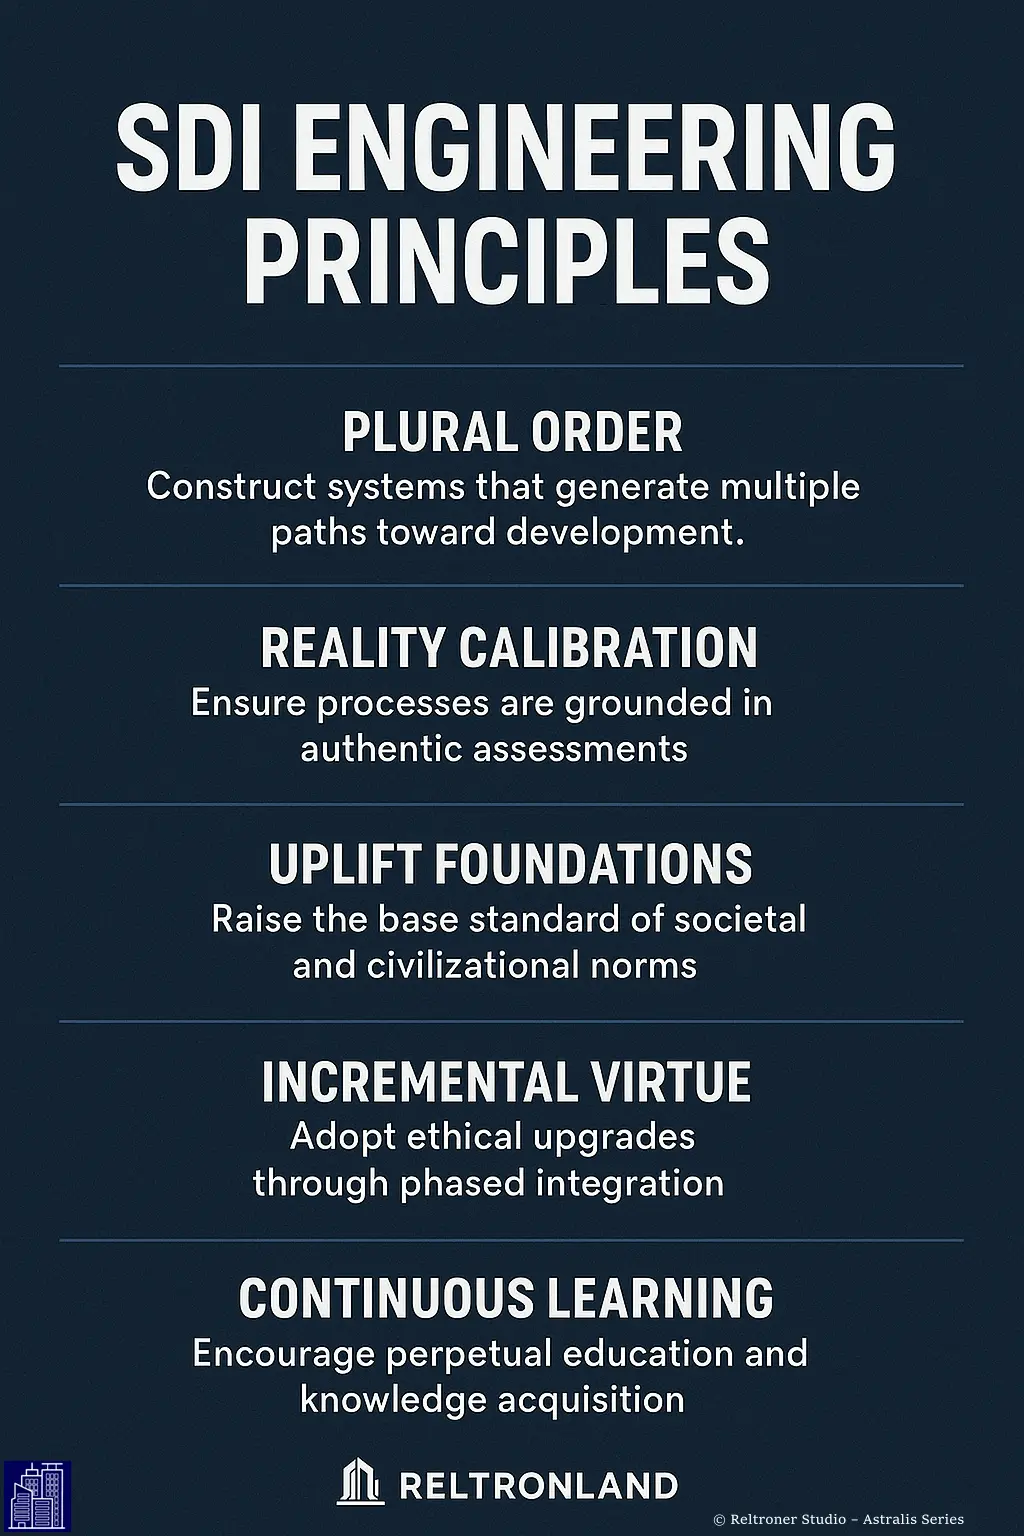 SDI ENGINEERING
PRINCIPLES
PLURAL ORDER
Construct systems that generate multiple
paths toward development.
REALITY CALIBRATION
Ensure processes are grounded in
authentic assessments
UPLIFT FOUNDATIONS
Raise the base standard of societal
and civilizational norms
INCREMENTAL VIRTUE
Adopt ethical upgrades
through phased integration
CONTINUOUS LEARNING
Encourage perpetual education and
knowledge acquisition
RELTRONLAND
© Reltroner Studio – Astralis Series